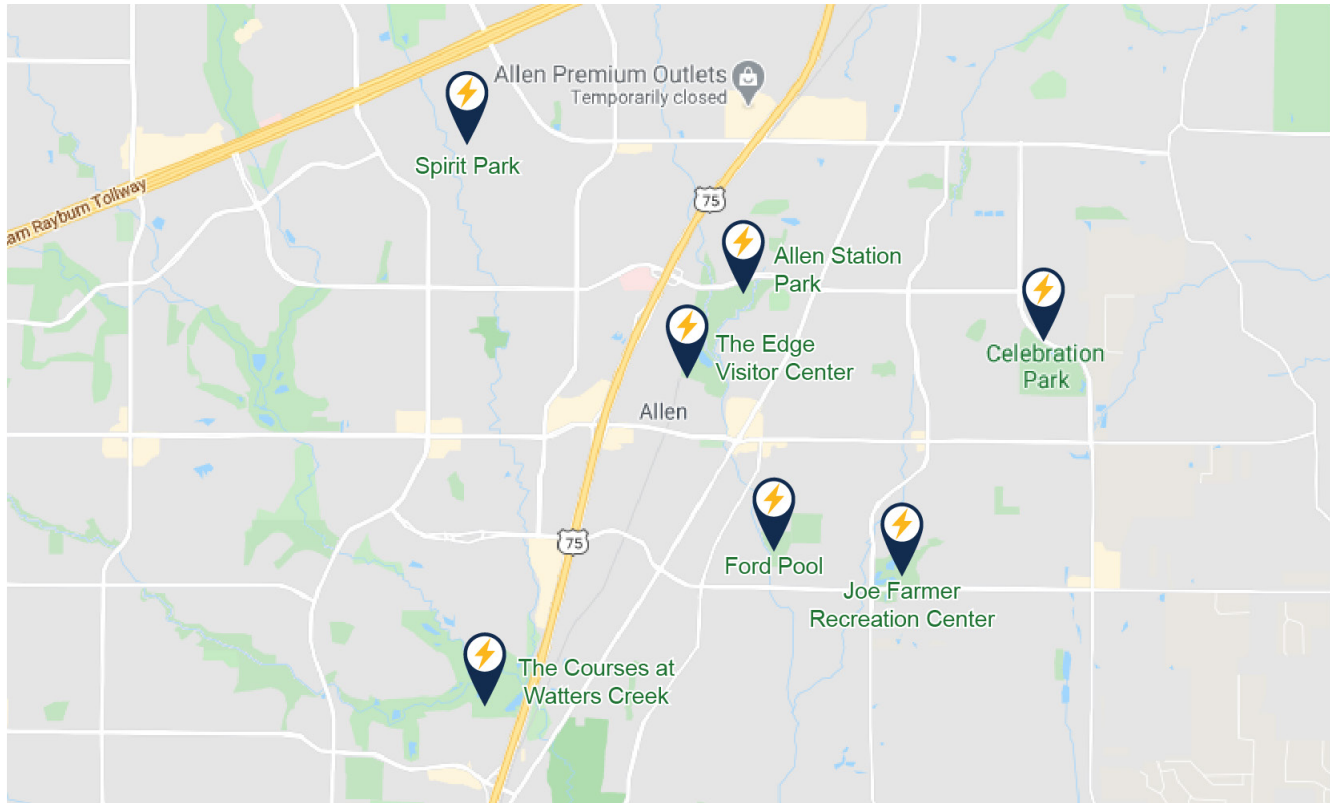 Allen Premium Outlets
Temporarily closed
Spirit Park
am Rayburn Tollway
75
Allen Station
Park
The Edge
Visitor Center
Celebration
Park
Allen
75
Ford Pool
Joe Farmer
Recreation Center
The Courses at
Watters Creek